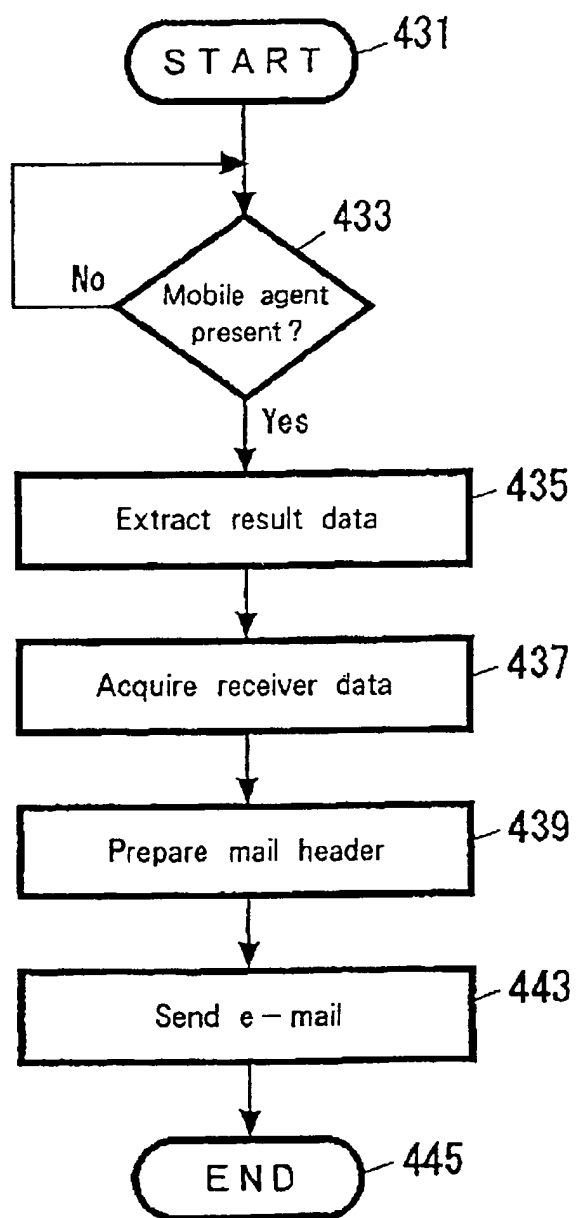 START
431
433
No
Mobile agent
present?
Yes
Extract result data
435
Acquire receiver data
437
Prepare mail header
439
Send e-mail
443
END
445